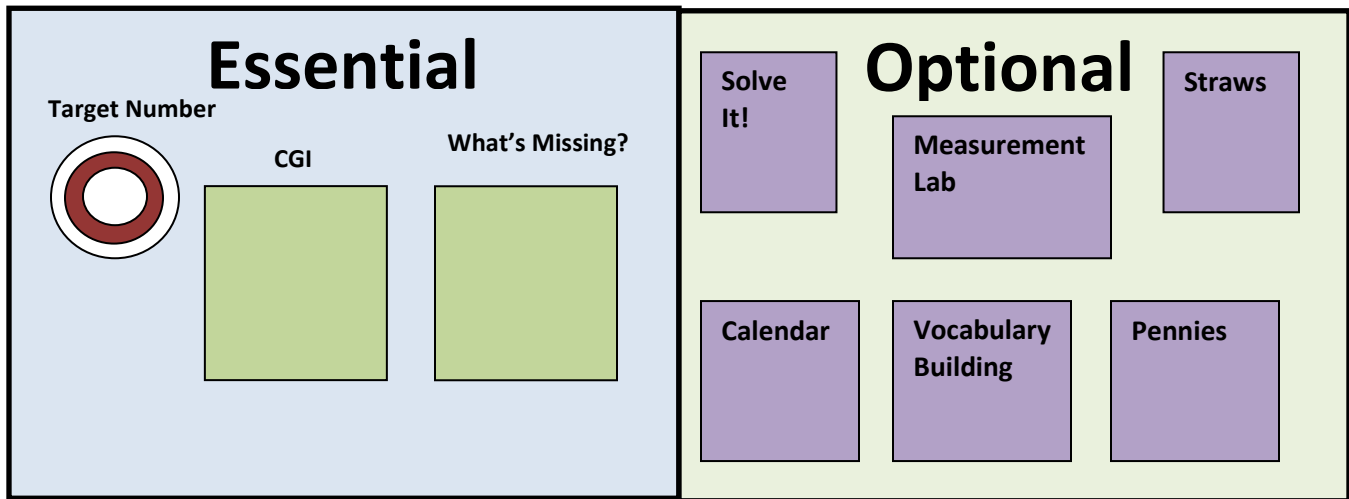 Essential
Target Number
CGI
What's Missing?
Optional
Solve
It!
Measurement
Lab
Straws
Calendar
Vocabulary
Building
Pennies